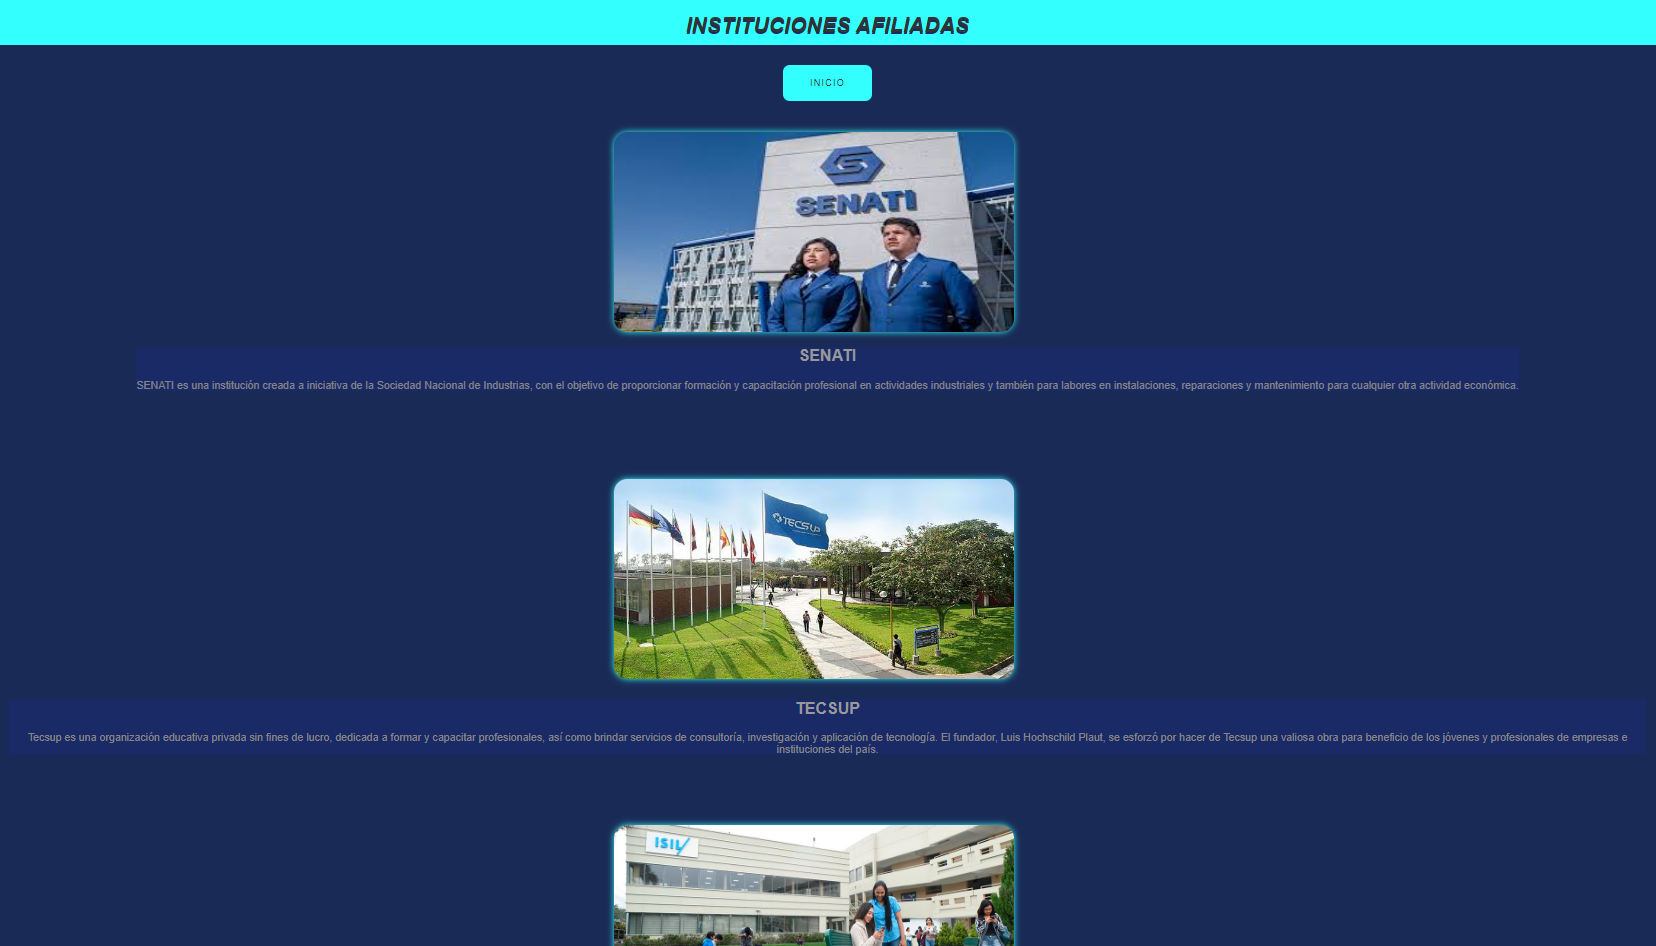 INSTITUCIONES AFILIADAS
INICIO
SENATI
SENATI
SENATI es una institución creada a iniciativa de la Sociedad Nacional de Industrias, con el objetivo de proporcionar formación y capacitación profesional en actividades industriales y también para labores en instalaciones, reparaciones y mantenimiento para cualquier otra actividad económica.
TECSUP
TECSUP
Tecsup es una organización educativa privada sin fines de lucro, dedicada a formar y capacitar profesionales, así como brindar servicios de consultoría, investigación y aplicación de tecnología. El fundador, Luis Hochschild Plaut, se esforzó por hacer de Tecsup una valiosa obra para beneficio de los jóvenes y profesionales de empresas e
instituciones del país.
ISIL